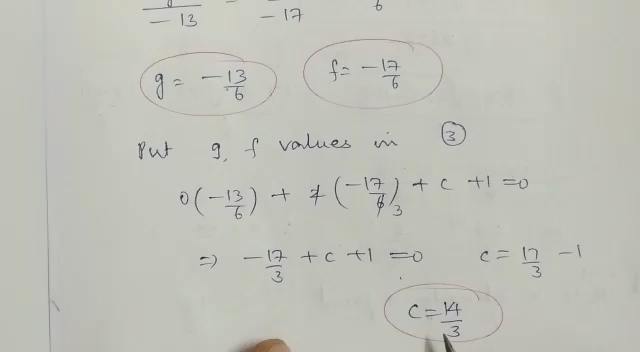 -13 -17 6
g = -13/6 f = -17/6
Put g, f values in ③
0(-13/6) + 2(-17/6)3 + c + 1 = 0
⇒ -17/3 + c + 1 = 0 c = 17/3 - 1
c = 14/3